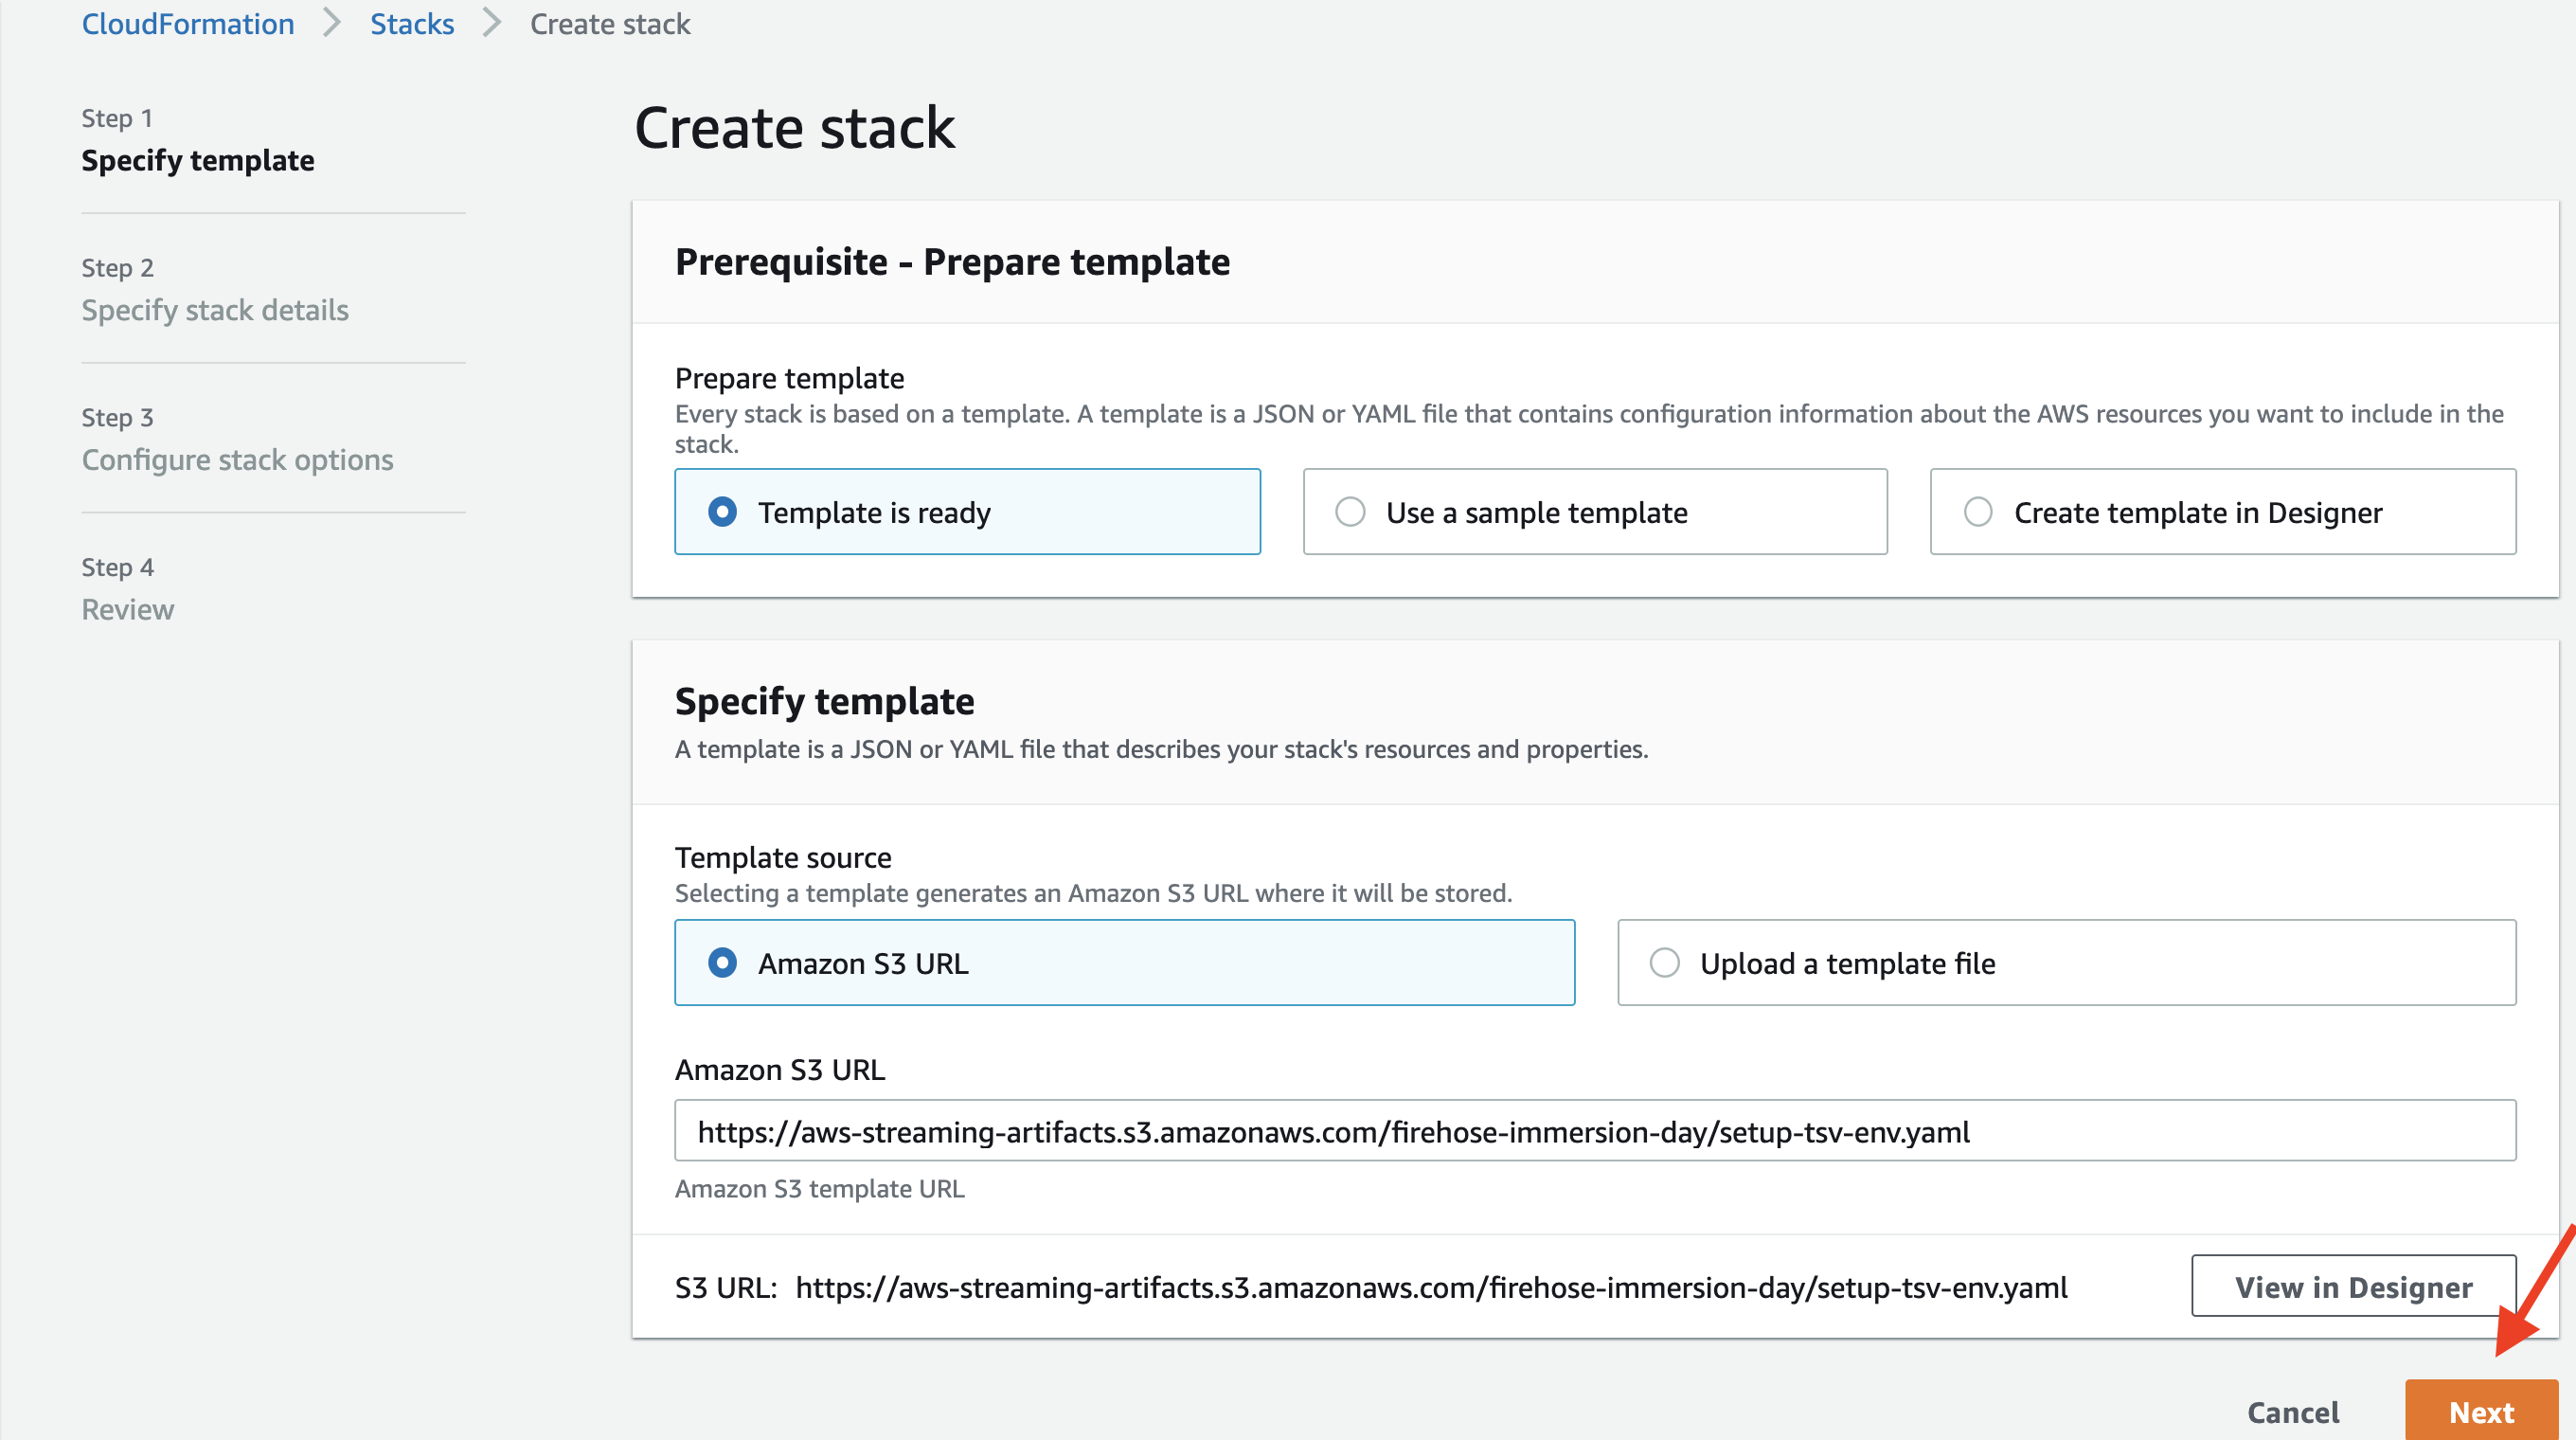 CloudFormation > Stacks > Create stack
Step 1
Specify template
Step 2
Specify stack details
Step 3
Configure stack options
Step 4
Review
Create stack
Prerequisite - Prepare template
Prepare template
Every stack is based on a template. A template is a JSON or YAML file that contains configuration information about the AWS resources you want to include in the
stack.
Template is ready
Use a sample template
Create template in Designer
Specify template
A template is a JSON or YAML file that describes your stack's resources and properties.
Template source
Selecting a template generates an Amazon S3 URL where it will be stored.
Amazon S3 URL
Upload a template file
Amazon S3 URL
https://aws-streaming-artifacts.s3.amazonaws.com/firehose-immersion-day/setup-tsv-env.yaml
Amazon S3 template URL
S3 URL: https://aws-streaming-artifacts.s3.amazonaws.com/firehose-immersion-day/setup-tsv-env.yaml
View in Designer
Cancel
Next